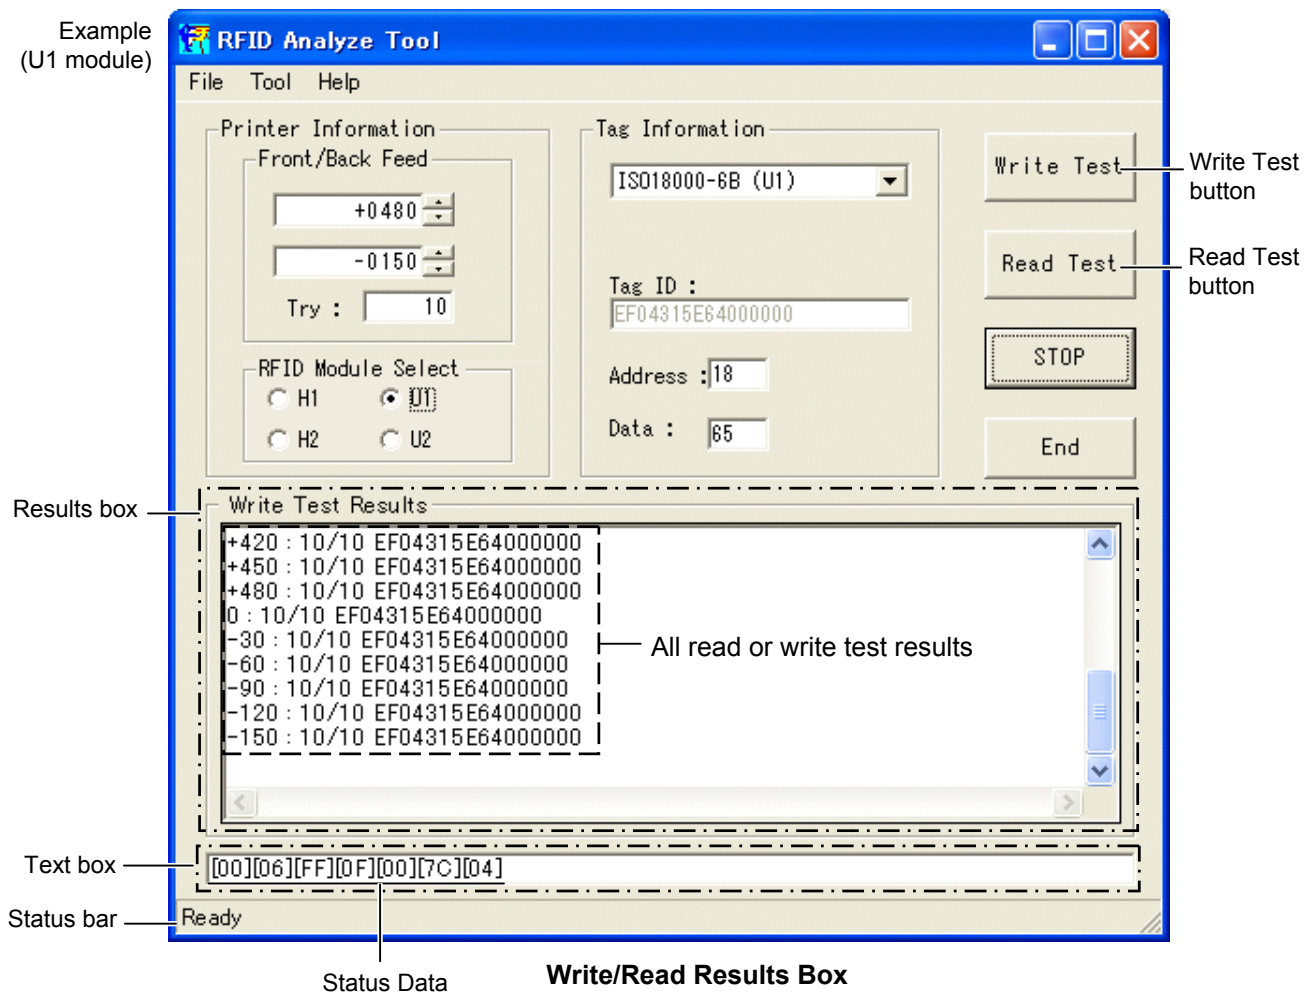 Example
(U1 module)
RFID Analyze Tool
File Tool Help
Printer Information
Front/Back Feed
+0480
-0150
Try : 10
RFID Module Select
H1 U1
H2 U2
Tag Information
ISO18000-6B (U1)
Tag ID :
EF04315E64000000
Address : 18
Data : 65
Write Test
Read Test
STOP
End
Write Test
button
Read Test
button
Results box
Write Test Results
+420 : 10/10 EF04315E64000000
+450 : 10/10 EF04315E64000000
+480 : 10/10 EF04315E64000000
0 : 10/10 EF04315E64000000
-30 : 10/10 EF04315E64000000
-60 : 10/10 EF04315E64000000
-90 : 10/10 EF04315E64000000
-120 : 10/10 EF04315E64000000
-150 : 10/10 EF04315E64000000
All read or write test results
Text box
[00][06][FF][0F][00][7C][04]
Status bar
Ready
Status Data
Write/Read Results Box